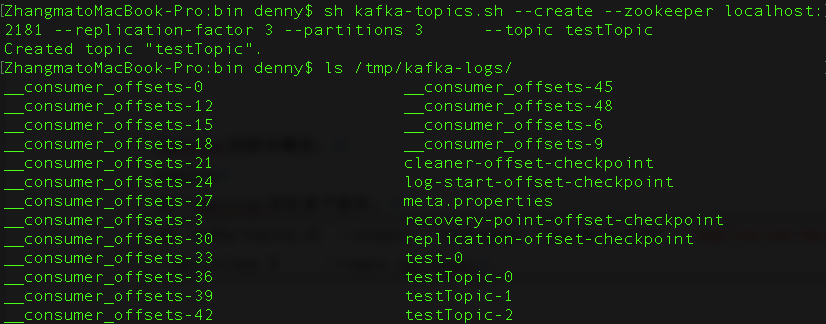 [ZhangmatoMacBook-Pro:bin denny$ sh kafka-topics.sh --create --zookeeper localhost:]
2181 --replication-factor 3 --partitions 3      --topic testTopic
Created topic "testTopic".
[ZhangmatoMacBook-Pro:bin denny$ ls /tmp/kafka-logs/ ]
__consumer_offsets-0 __consumer_offsets-45
__consumer_offsets-12 __consumer_offsets-48
__consumer_offsets-15 __consumer_offsets-6
__consumer_offsets-18 __consumer_offsets-9
__consumer_offsets-21 cleaner-offset-checkpoint
__consumer_offsets-24 log-start-offset-checkpoint
__consumer_offsets-27 meta.properties
__consumer_offsets-3 recovery-point-offset-checkpoint
__consumer_offsets-30 replication-offset-checkpoint
__consumer_offsets-33 test-0
__consumer_offsets-36 testTopic-0
__consumer_offsets-39 testTopic-1
__consumer_offsets-42 testTopic-2